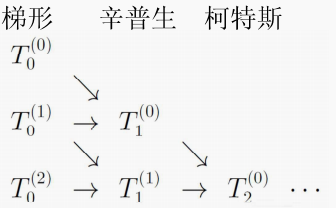 梯形 辛普生 柯特斯
T_0^{(0)}
↘
T_0^{(1)} → T_1^{(0)}
↘ ↘
T_0^{(2)} → T_1^{(1)} → T_2^{(0)} ⋯